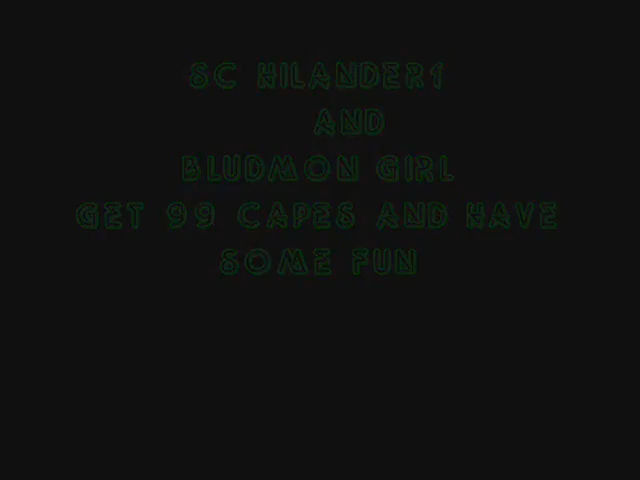 SC HILANDER1
AND
BLUDMON GIRL
GET 99 CAPES AND HAVE
SOME FUN